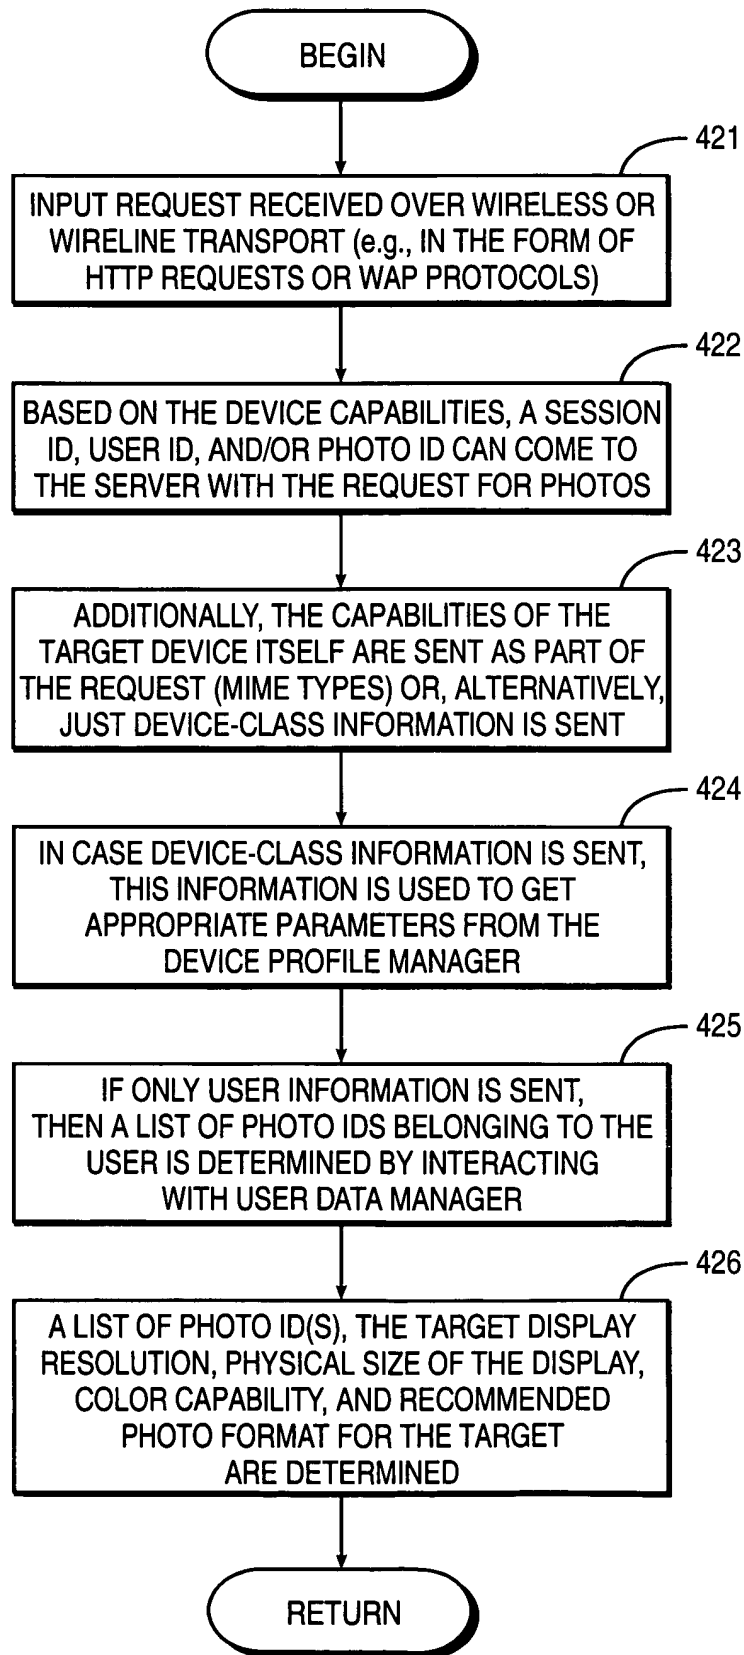 BEGIN
421
INPUT REQUEST RECEIVED OVER WIRELESS OR
WIRELINE TRANSPORT (e.g., IN THE FORM OF
HTTP REQUESTS OR WAP PROTOCOLS)
422
BASED ON THE DEVICE CAPABILITIES, A SESSION
ID, USER ID, AND/OR PHOTO ID CAN COME TO
THE SERVER WITH THE REQUEST FOR PHOTOS
423
ADDITIONALLY, THE CAPABILITIES OF THE
TARGET DEVICE ITSELF ARE SENT AS PART OF
THE REQUEST (MIME TYPES) OR, ALTERNATIVELY,
JUST DEVICE-CLASS INFORMATION IS SENT
424
IN CASE DEVICE-CLASS INFORMATION IS SENT,
THIS INFORMATION IS USED TO GET
APPROPRIATE PARAMETERS FROM THE
DEVICE PROFILE MANAGER
425
IF ONLY USER INFORMATION IS SENT,
THEN A LIST OF PHOTO IDS BELONGING TO THE
USER IS DETERMINED BY INTERACTING
WITH USER DATA MANAGER
426
A LIST OF PHOTO ID(S), THE TARGET DISPLAY
RESOLUTION, PHYSICAL SIZE OF THE DISPLAY,
COLOR CAPABILITY, AND RECOMMENDED
PHOTO FORMAT FOR THE TARGET
ARE DETERMINED
RETURN